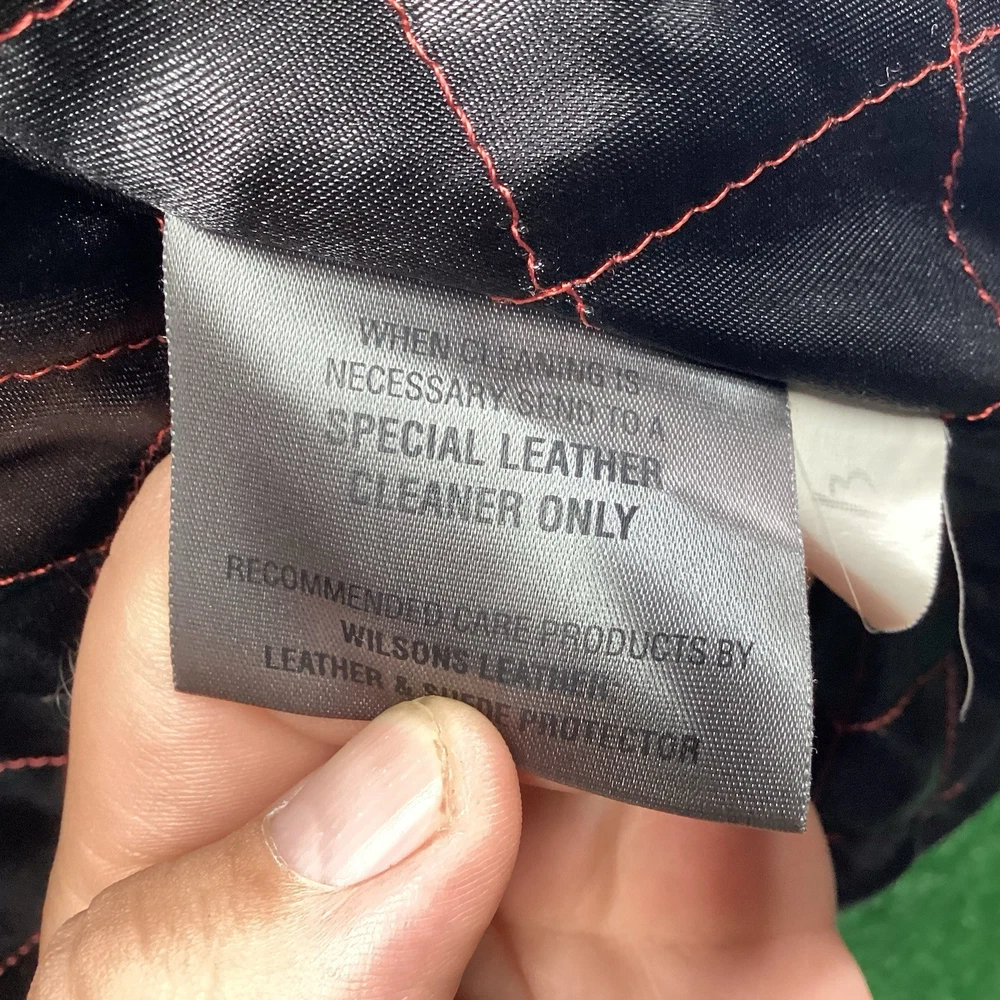 WHEN CLEANING IS
NECESSARY SEND TO A
SPECIAL LEATHER
CLEANER ONLY
RECOMMENDED CARE PRODUCTS BY
WILSONS LEATHER
LEATHER & SUEDE PROTECTOR